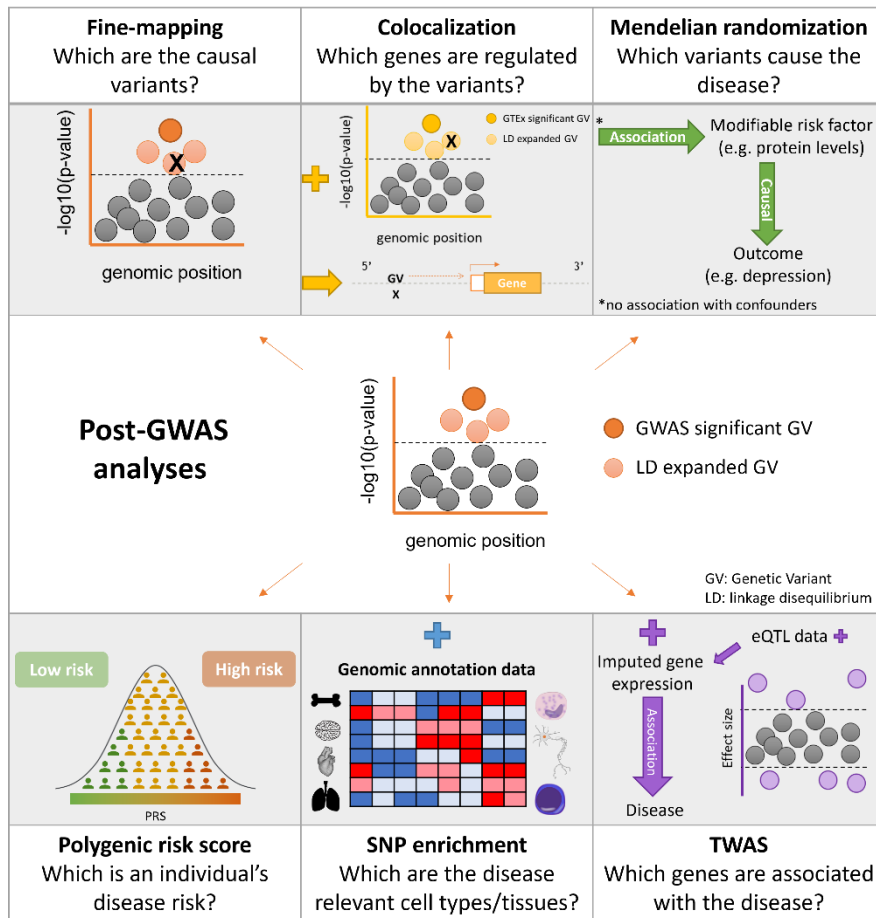 Fine-mapping
Which are the causal
variants?
Colocalization
Which genes are regulated
by the variants?
Mendelian randomization
Which variants cause the
disease?
-log10(p-value)
X
genomic position
GTEx significant GV
LD expanded GV
X
-log10(p-value)
genomic position
5’
3’
GV
X
Gene
*
Association
Modifiable risk factor
(e.g. protein levels)
Causal
Outcome
(e.g. depression)
*no association with confounders
Post-GWAS
analyses
-log10(p-value)
genomic position
GWAS significant GV
LD expanded GV
GV: Genetic Variant
LD: linkage disequilibrium
Low risk
High risk
PRS
Genomic annotation data
eQTL data
Imputed gene
expression
Association
Disease
Effect size
Polygenic risk score
Which is an individual’s
disease risk?
SNP enrichment
Which are the disease
relevant cell types/tissues?
TWAS
Which genes are associated
with the disease?